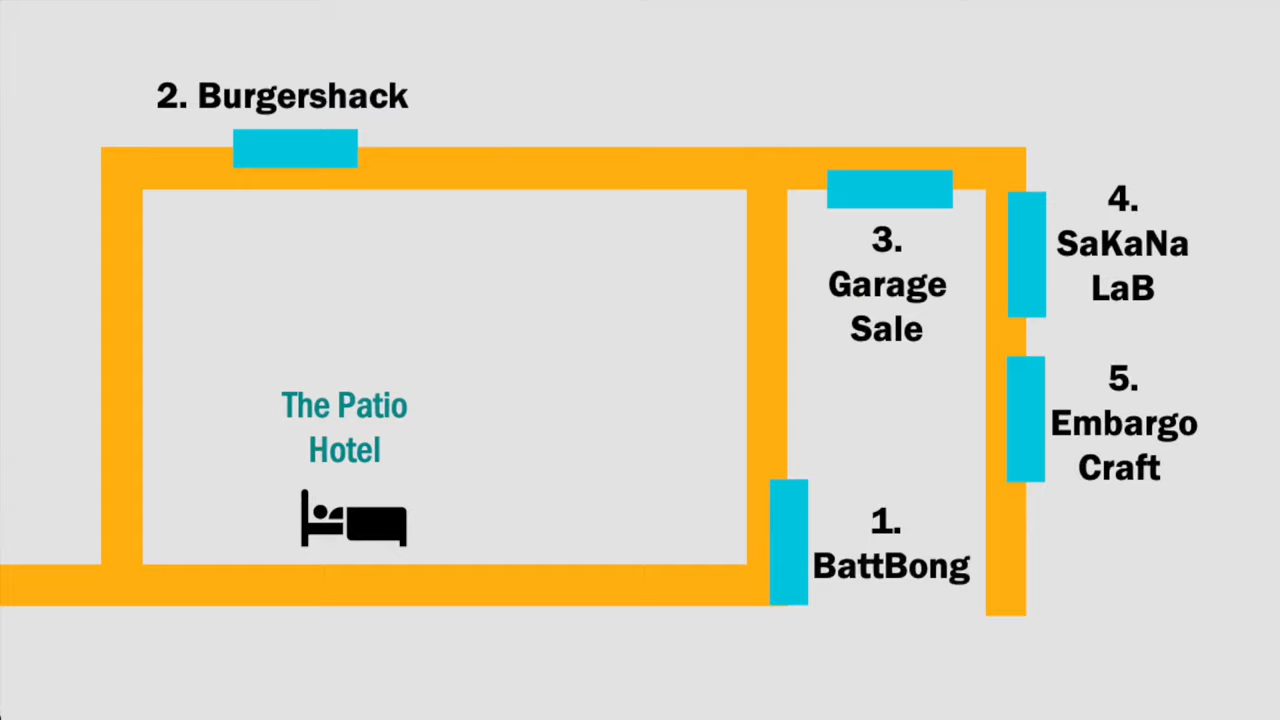 2. Burgershack
4.
SaKaNa
LaB
3.
Garage
Sale
5.
Embargo
Craft
The Patio
Hotel
1.
BattBong